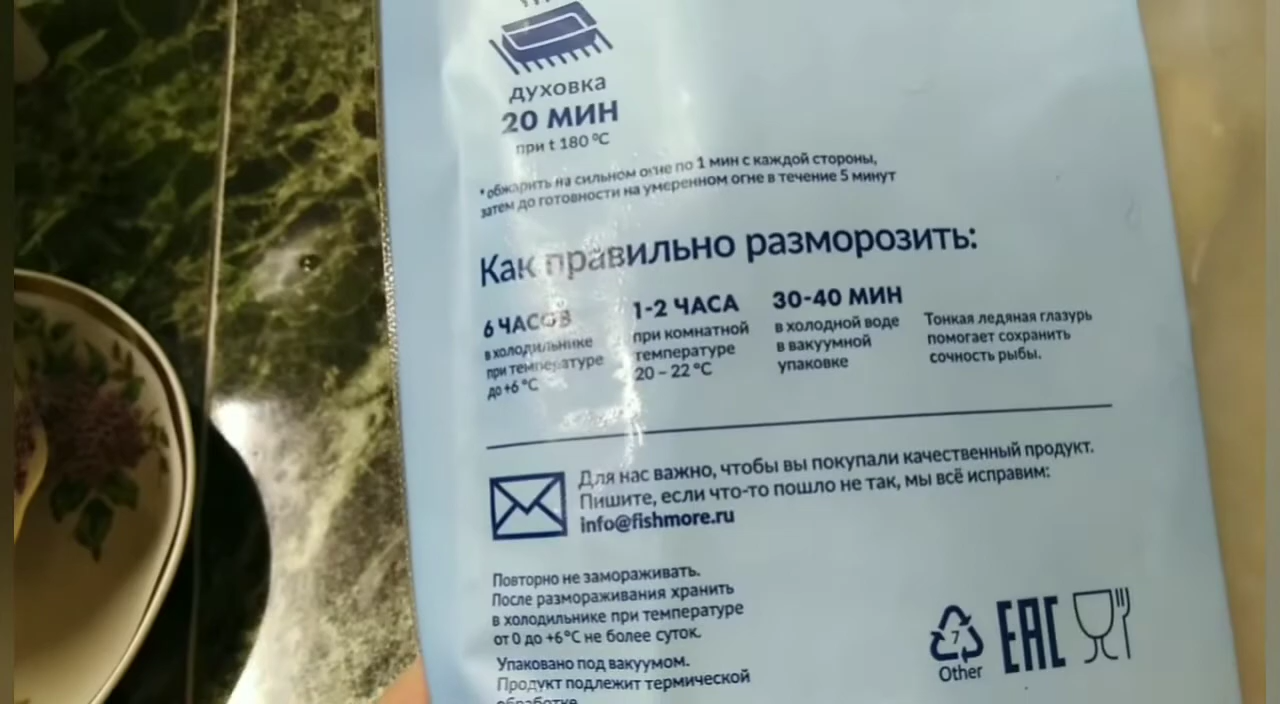 духовка
20 МИН
при t 180 °C
* обжарить на сильном огне по 1 мин с каждой стороны,
затем до готовности на умеренном огне в течение 5 минут
Как правильно разморозить:
6 ЧАСОВ
в холодильнике
при температуре
до +6 °C
1-2 ЧАСА
при комнатной
температуре
20 – 22 °C
30-40 МИН
в холодной воде
в вакуумной
упаковке
Тонкая ледяная глазурь
помогает сохранить
сочность рыбы.
Для нас важно, чтобы вы покупали качественный продукт.
Пишите, если что-то пошло не так, мы всё исправим:
info@fishmore.ru
Повторно не замораживать.
После размораживания хранить
в холодильнике при температуре
от 0 до +6°C не более суток.
Упаковано под вакуумом.
Продукт подлежит термической
обработке
7
Other
EAC